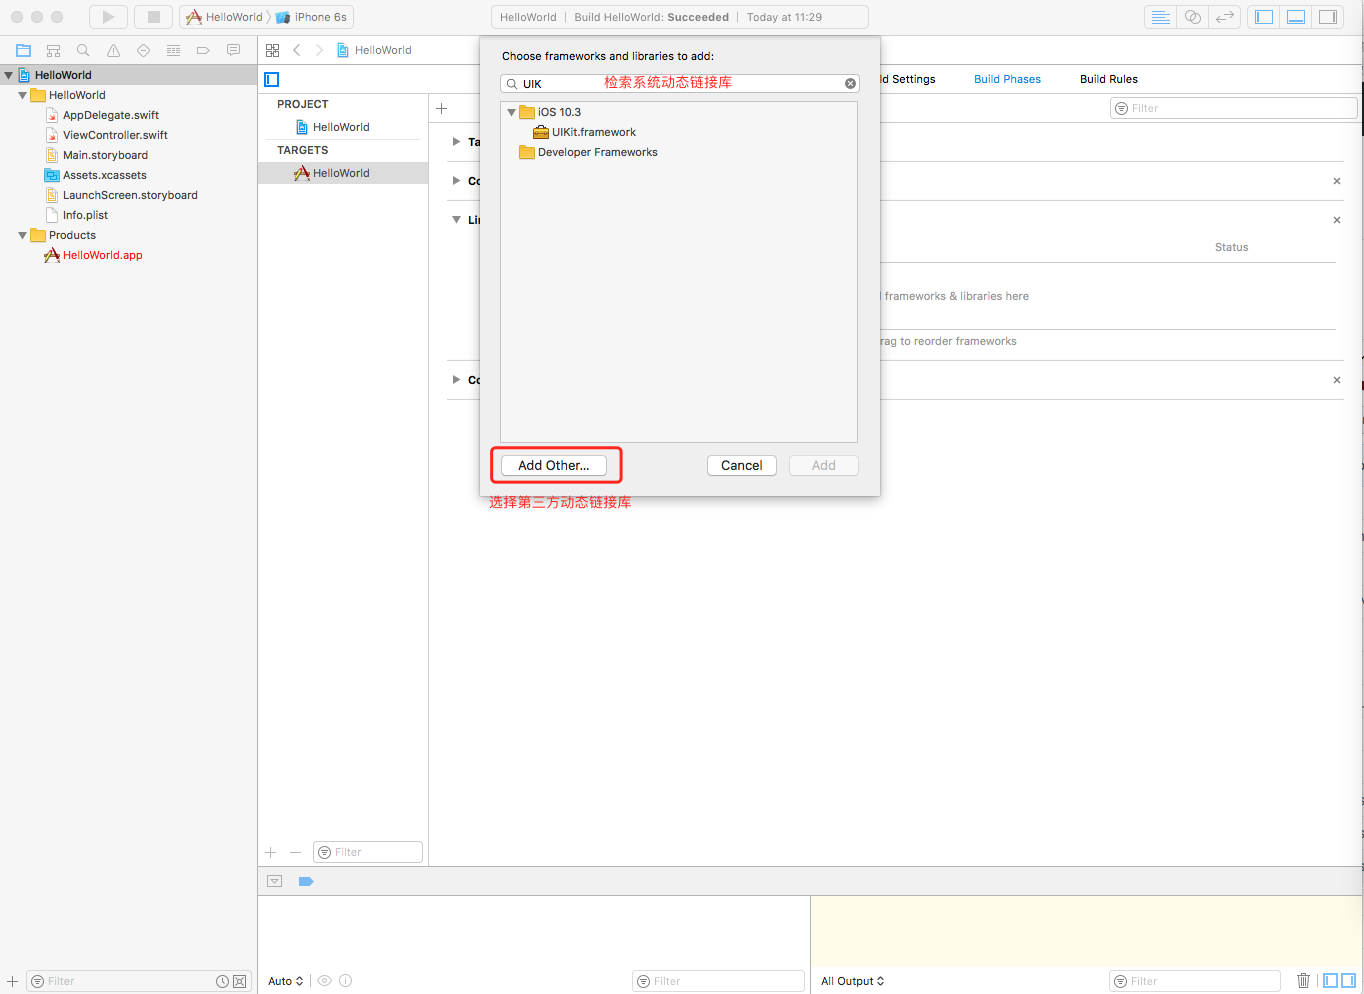 HelloWorld
iPhone 6s
HelloWorld | Build HelloWorld: Succeeded | Today at 11:29
HelloWorld
Choose frameworks and libraries to add:
UIK
检索系统动态链接库
ld Settings
Build Phases
Build Rules
Filter
HelloWorld
HelloWorld
AppDelegate.swift
ViewController.swift
Main.storyboard
Assets.xcassets
LaunchScreen.storyboard
Info.plist
Products
HelloWorld.app
PROJECT
HelloWorld
TARGETS
HelloWorld
iOS 10.3
UIKit.framework
Developer Frameworks
Ta
Co
Lin
Status
frameworks & libraries here
rag to reorder frameworks
Co
Add Other...
Cancel
Add
选择第三方动态链接库
Filter
Filter
Auto
Filter
All Output
Filter